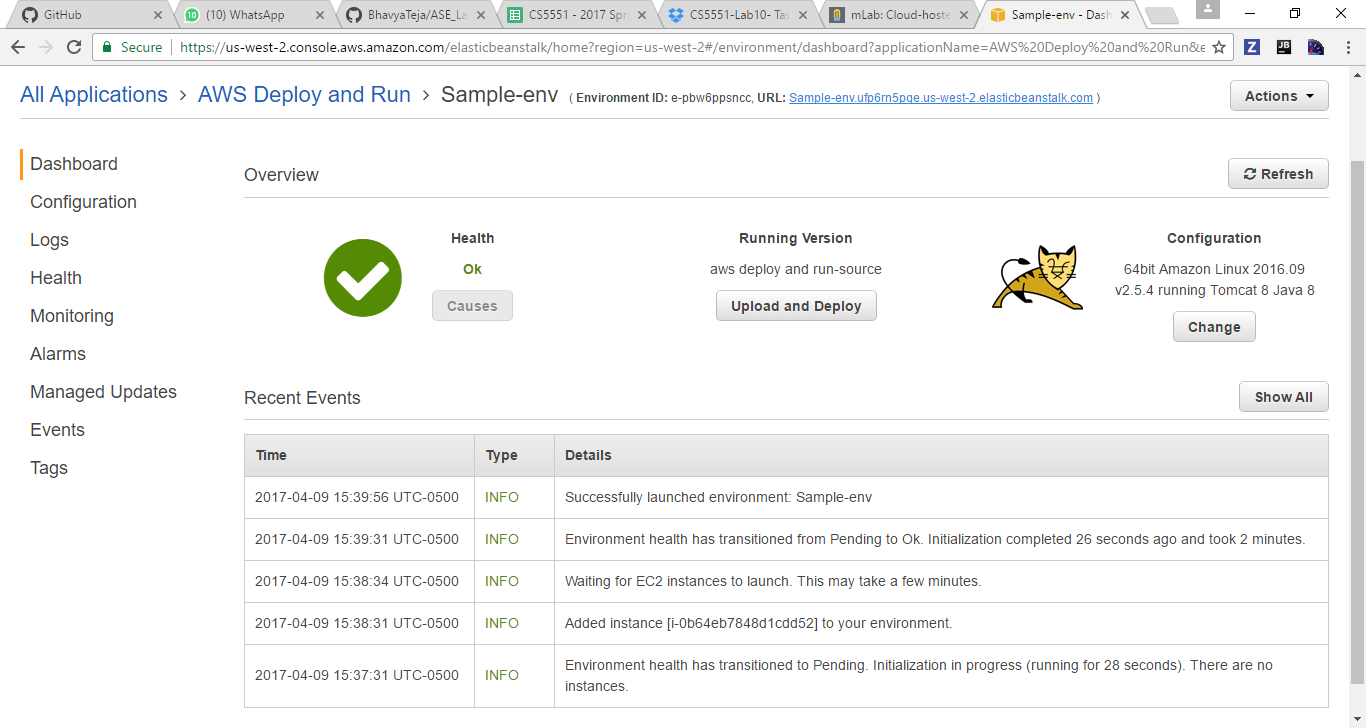 GitHub
(10) WhatsApp
BhavyaTeja/ASE_La
CS5551 - 2017 Spr
CS5551-Lab10- Tas
mLab: Cloud-hoste
Sample-env - Dash
Secure
https://us-west-2.console.aws.amazon.com/elasticbeanstalk/home?region=us-west-2#/environment/dashboard?applicationName=AWS%20Deploy%20and%20Run&e
Z
JB
All Applications > AWS Deploy and Run > Sample-env ( Environment ID: e-pbw6ppsncc, URL: Sample-env.ufp6rn5pqe.us-west-2.elasticbeanstalk.com )
Actions
Dashboard
Configuration
Logs
Health
Monitoring
Alarms
Managed Updates
Events
Tags
Overview
Refresh
Health
Ok
Causes
Running Version
aws deploy and run-source
Upload and Deploy
Configuration
64bit Amazon Linux 2016.09
v2.5.4 running Tomcat 8 Java 8
Change
Recent Events
Show All
Time Type Details
2017-04-09 15:39:56 UTC-0500 INFO Successfully launched environment: Sample-env
2017-04-09 15:39:31 UTC-0500 INFO Environment health has transitioned from Pending to Ok. Initialization completed 26 seconds ago and took 2 minutes.
2017-04-09 15:38:34 UTC-0500 INFO Waiting for EC2 instances to launch. This may take a few minutes.
2017-04-09 15:38:31 UTC-0500 INFO Added instance [i-0b64eb7848d1cdd52] to your environment.
2017-04-09 15:37:31 UTC-0500 INFO Environment health has transitioned to Pending. Initialization in progress (running for 28 seconds). There are no
instances.